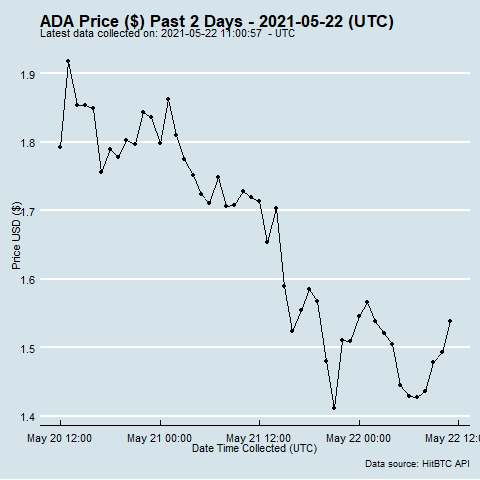 ADA Price ($) Past 2 Days - 2021-05-22 (UTC)
Latest data collected on: 2021-05-22 11:00:57 - UTC
1.9
1.8
1.7
1.6
1.5
1.4
Price USD ($)
May 20 12:00 May 21 00:00 May 21 12:00 May 22 00:00 May 22 12:
Date Time Collected (UTC)
Data source: HitBTC API